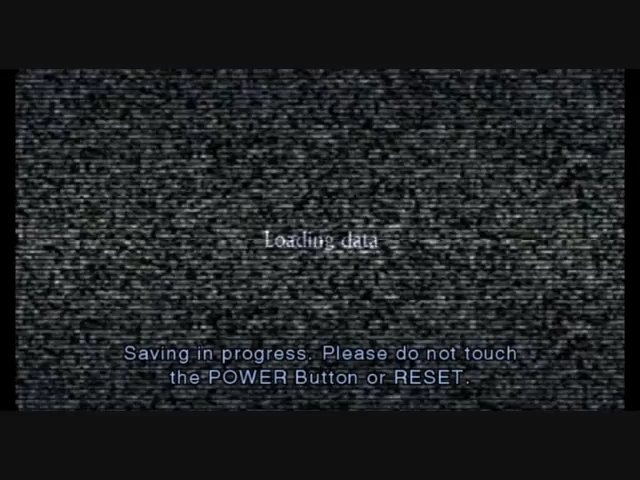 Loading data
Saving in progress. Please do not touch
the POWER Button or RESET.